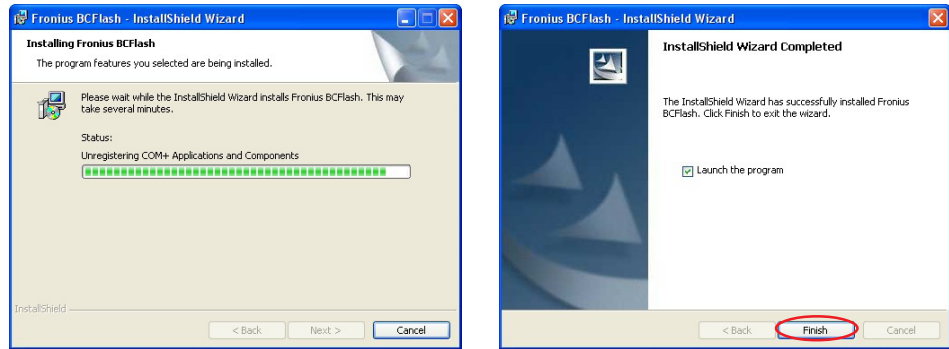 Fronius BCFlash - InstallShield Wizard
Installing Fronius BCFlash
The program features you selected are being installed.
Please wait while the InstallShield Wizard installs Fronius BCFlash. This may
take several minutes.
Status:
Unregistering COM+ Applications and Components
InstallShield
< Back
Next >
Cancel
Fronius BCFlash - InstallShield Wizard
InstallShield Wizard Completed
The InstallShield Wizard has successfully installed Fronius
BCFlash. Click Finish to exit the wizard.
Launch the program
< Back
Finish
Cancel